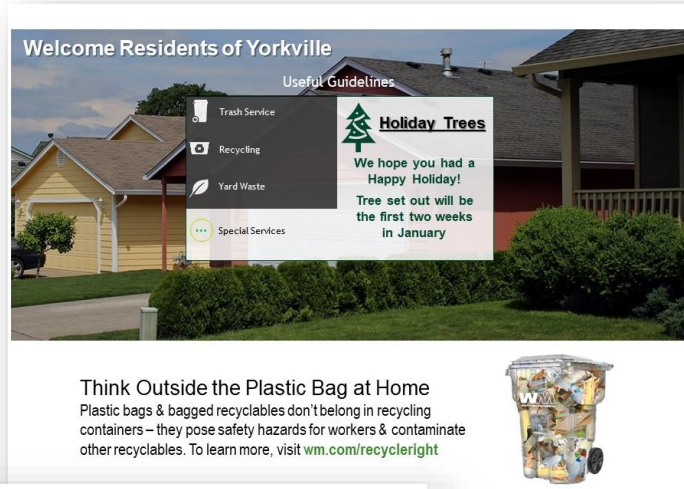 Welcome Residents of Yorkville
Useful Guidelines
Trash Service
Recycling
Yard Waste
Special Services
Holiday Trees
We hope you had a
Happy Holiday!
Tree set out will be
the first two weeks
in January
Think Outside the Plastic Bag at Home
Plastic bags & bagged recyclables don't belong in recycling
containers – they pose safety hazards for workers & contaminate
other recyclables. To learn more, visit wm.com/recycleright
WM